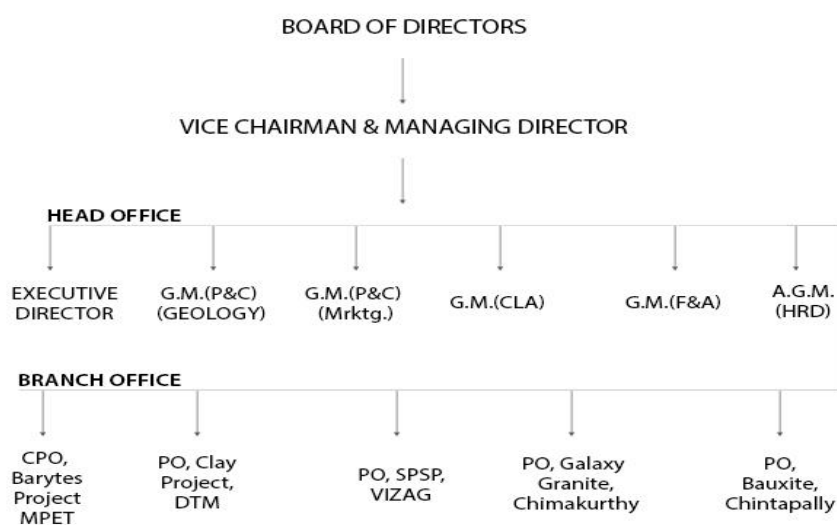 BOARD OF DIRECTORS
VICE CHAIRMAN & MANAGING DIRECTOR
HEAD OFFICE
EXECUTIVE
DIRECTOR
G.M.(P&C)
(GEOLOGY)
G.M.(P&C)
(Mrktg.)
G.M.(CLA)
G.M.(F&A)
A.G.M.
(HRD)
BRANCH OFFICE
CPO,
Barytes
Project
MPET
PO, Clay
Project,
DTM
PO, SPSP,
VIZAG
PO, Galaxy
Granite,
Chimakurthy
PO,
Bauxite,
Chintapally